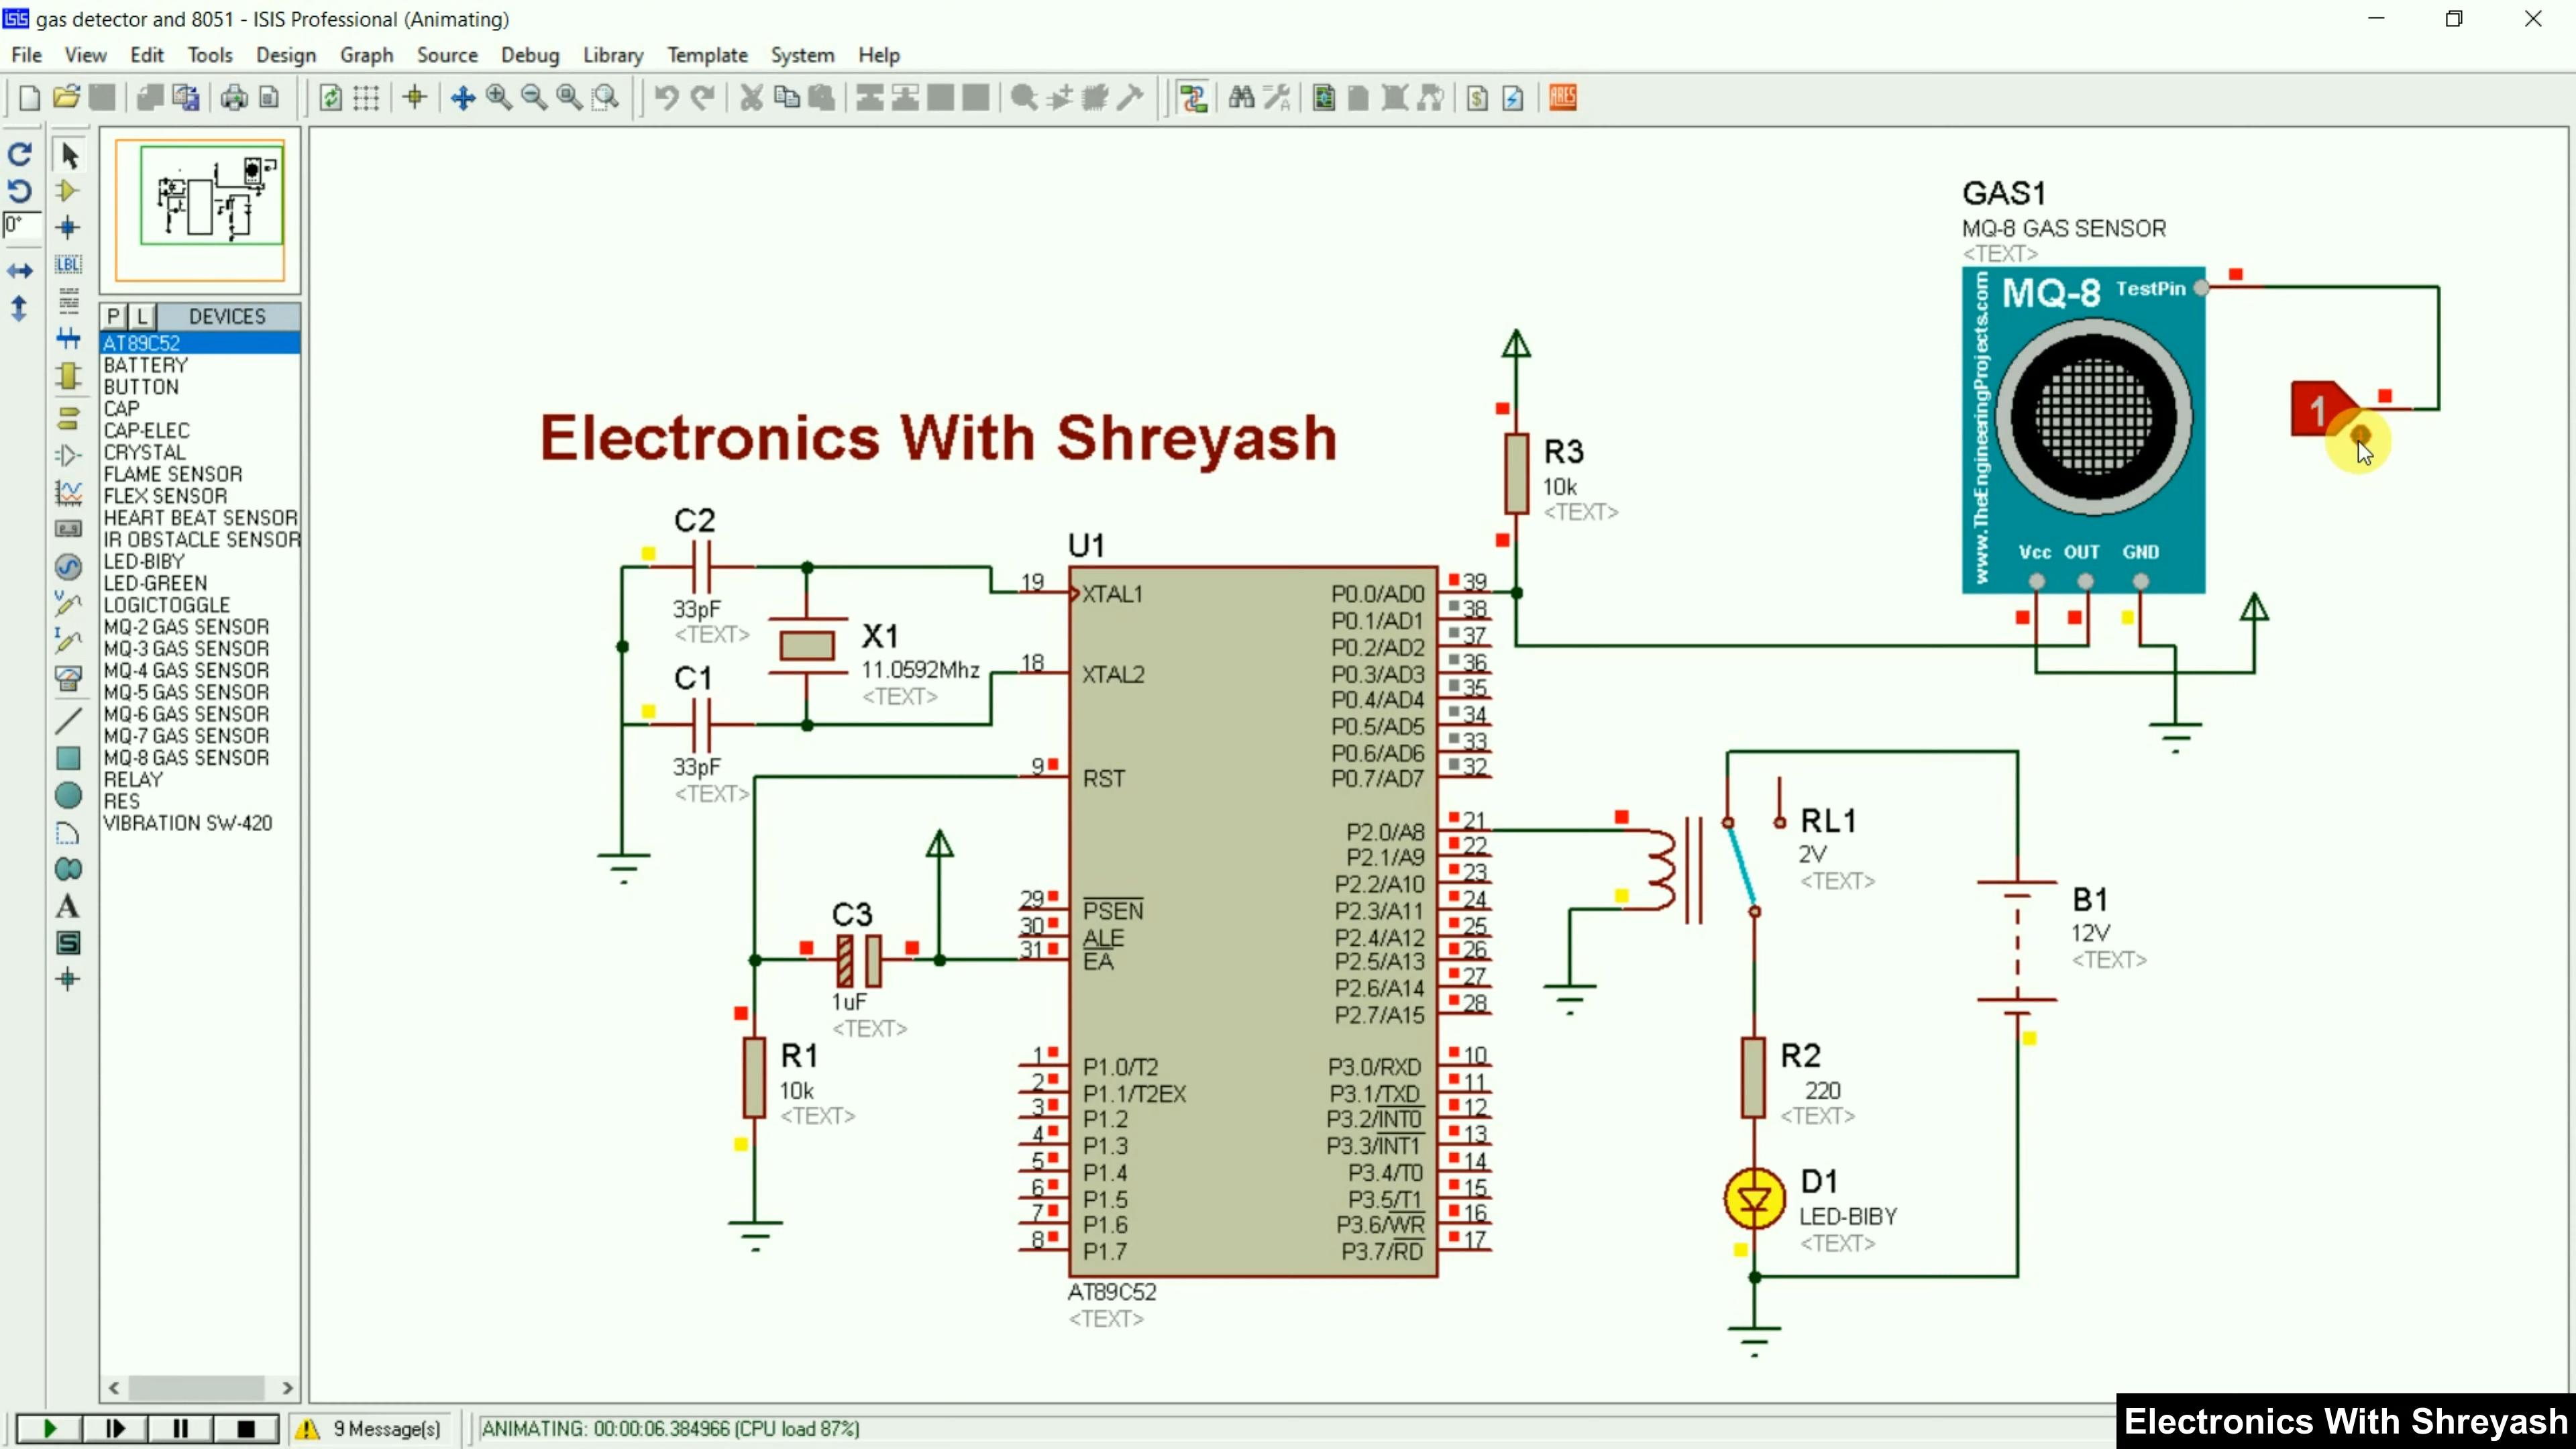 gas detector and 8051 - ISIS Professional (Animating)
File View Edit Tools Design Graph Source Debug Library Template System Help
ARES
0°
LBL
P L DEVICES
AT89C52
BATTERY
BUTTON
CAP
CAP-ELEC
CRYSTAL
FLAME SENSOR
FLEX SENSOR
HEART BEAT SENSOR
IR OBSTACLE SENSOR
LED-BIBY
LED-GREEN
LOGICTOGGLE
MQ-2 GAS SENSOR
MQ-3 GAS SENSOR
MQ-4 GAS SENSOR
MQ-5 GAS SENSOR
MQ-6 GAS SENSOR
MQ-7 GAS SENSOR
MQ-8 GAS SENSOR
RELAY
RES
VIBRATION SW-420
Electronics With Shreyash
C2
33pF
<TEXT>
C1
33pF
<TEXT>
X1
11.0592Mhz
<TEXT>
C3
1uF
<TEXT>
R1
10k
<TEXT>
U1
19 XTAL1
18 XTAL2
9 RST
29 PSEN
30 ALE
31 EA
1 P1.0/T2
2 P1.1/T2EX
3 P1.2
4 P1.3
5 P1.4
6 P1.5
7 P1.6
8 P1.7
P0.0/AD0 39
P0.1/AD1 38
P0.2/AD2 37
P0.3/AD3 36
P0.4/AD4 35
P0.5/AD5 34
P0.6/AD6 33
P0.7/AD7 32
P2.0/A8 21
P2.1/A9 22
P2.2/A10 23
P2.3/A11 24
P2.4/A12 25
P2.5/A13 26
P2.6/A14 27
P2.7/A15 28
P3.0/RXD 10
P3.1/TXD 11
P3.2/INT0 12
P3.3/INT1 13
P3.4/T0 14
P3.5/T1 15
P3.6/WR 16
P3.7/RD 17
AT89C52
<TEXT>
R3
10k
<TEXT>
GAS1
MQ-8 GAS SENSOR
<TEXT>
www.TheEngineeringProjects.com
MQ-8 TestPin
Vcc OUT GND
1
RL1
2V
<TEXT>
B1
12V
<TEXT>
R2
220
<TEXT>
D1
LED-BIBY
<TEXT>
9 Message(s)
ANIMATING: 00:00:06.384966 (CPU load 87%)
Electronics With Shreyash